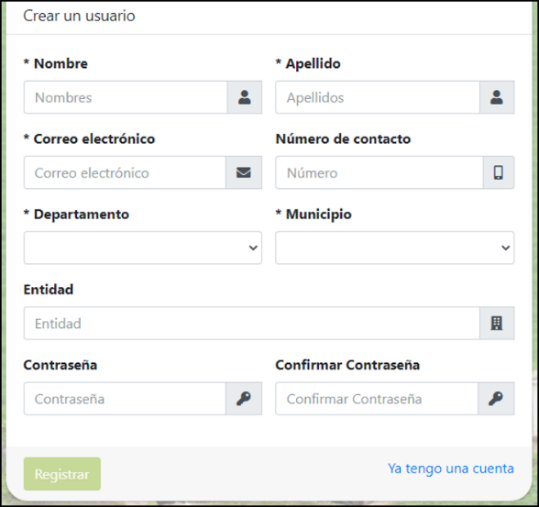 Crear un usuario
* Nombre
* Apellido
Nombres
Apellidos
* Correo electrónico
Número de contacto
Correo electrónico
Número
* Departamento
* Municipio
Entidad
Entidad
Contraseña
Confirmar Contraseña
Contraseña
Confirmar Contraseña
Registrar
Ya tengo una cuenta